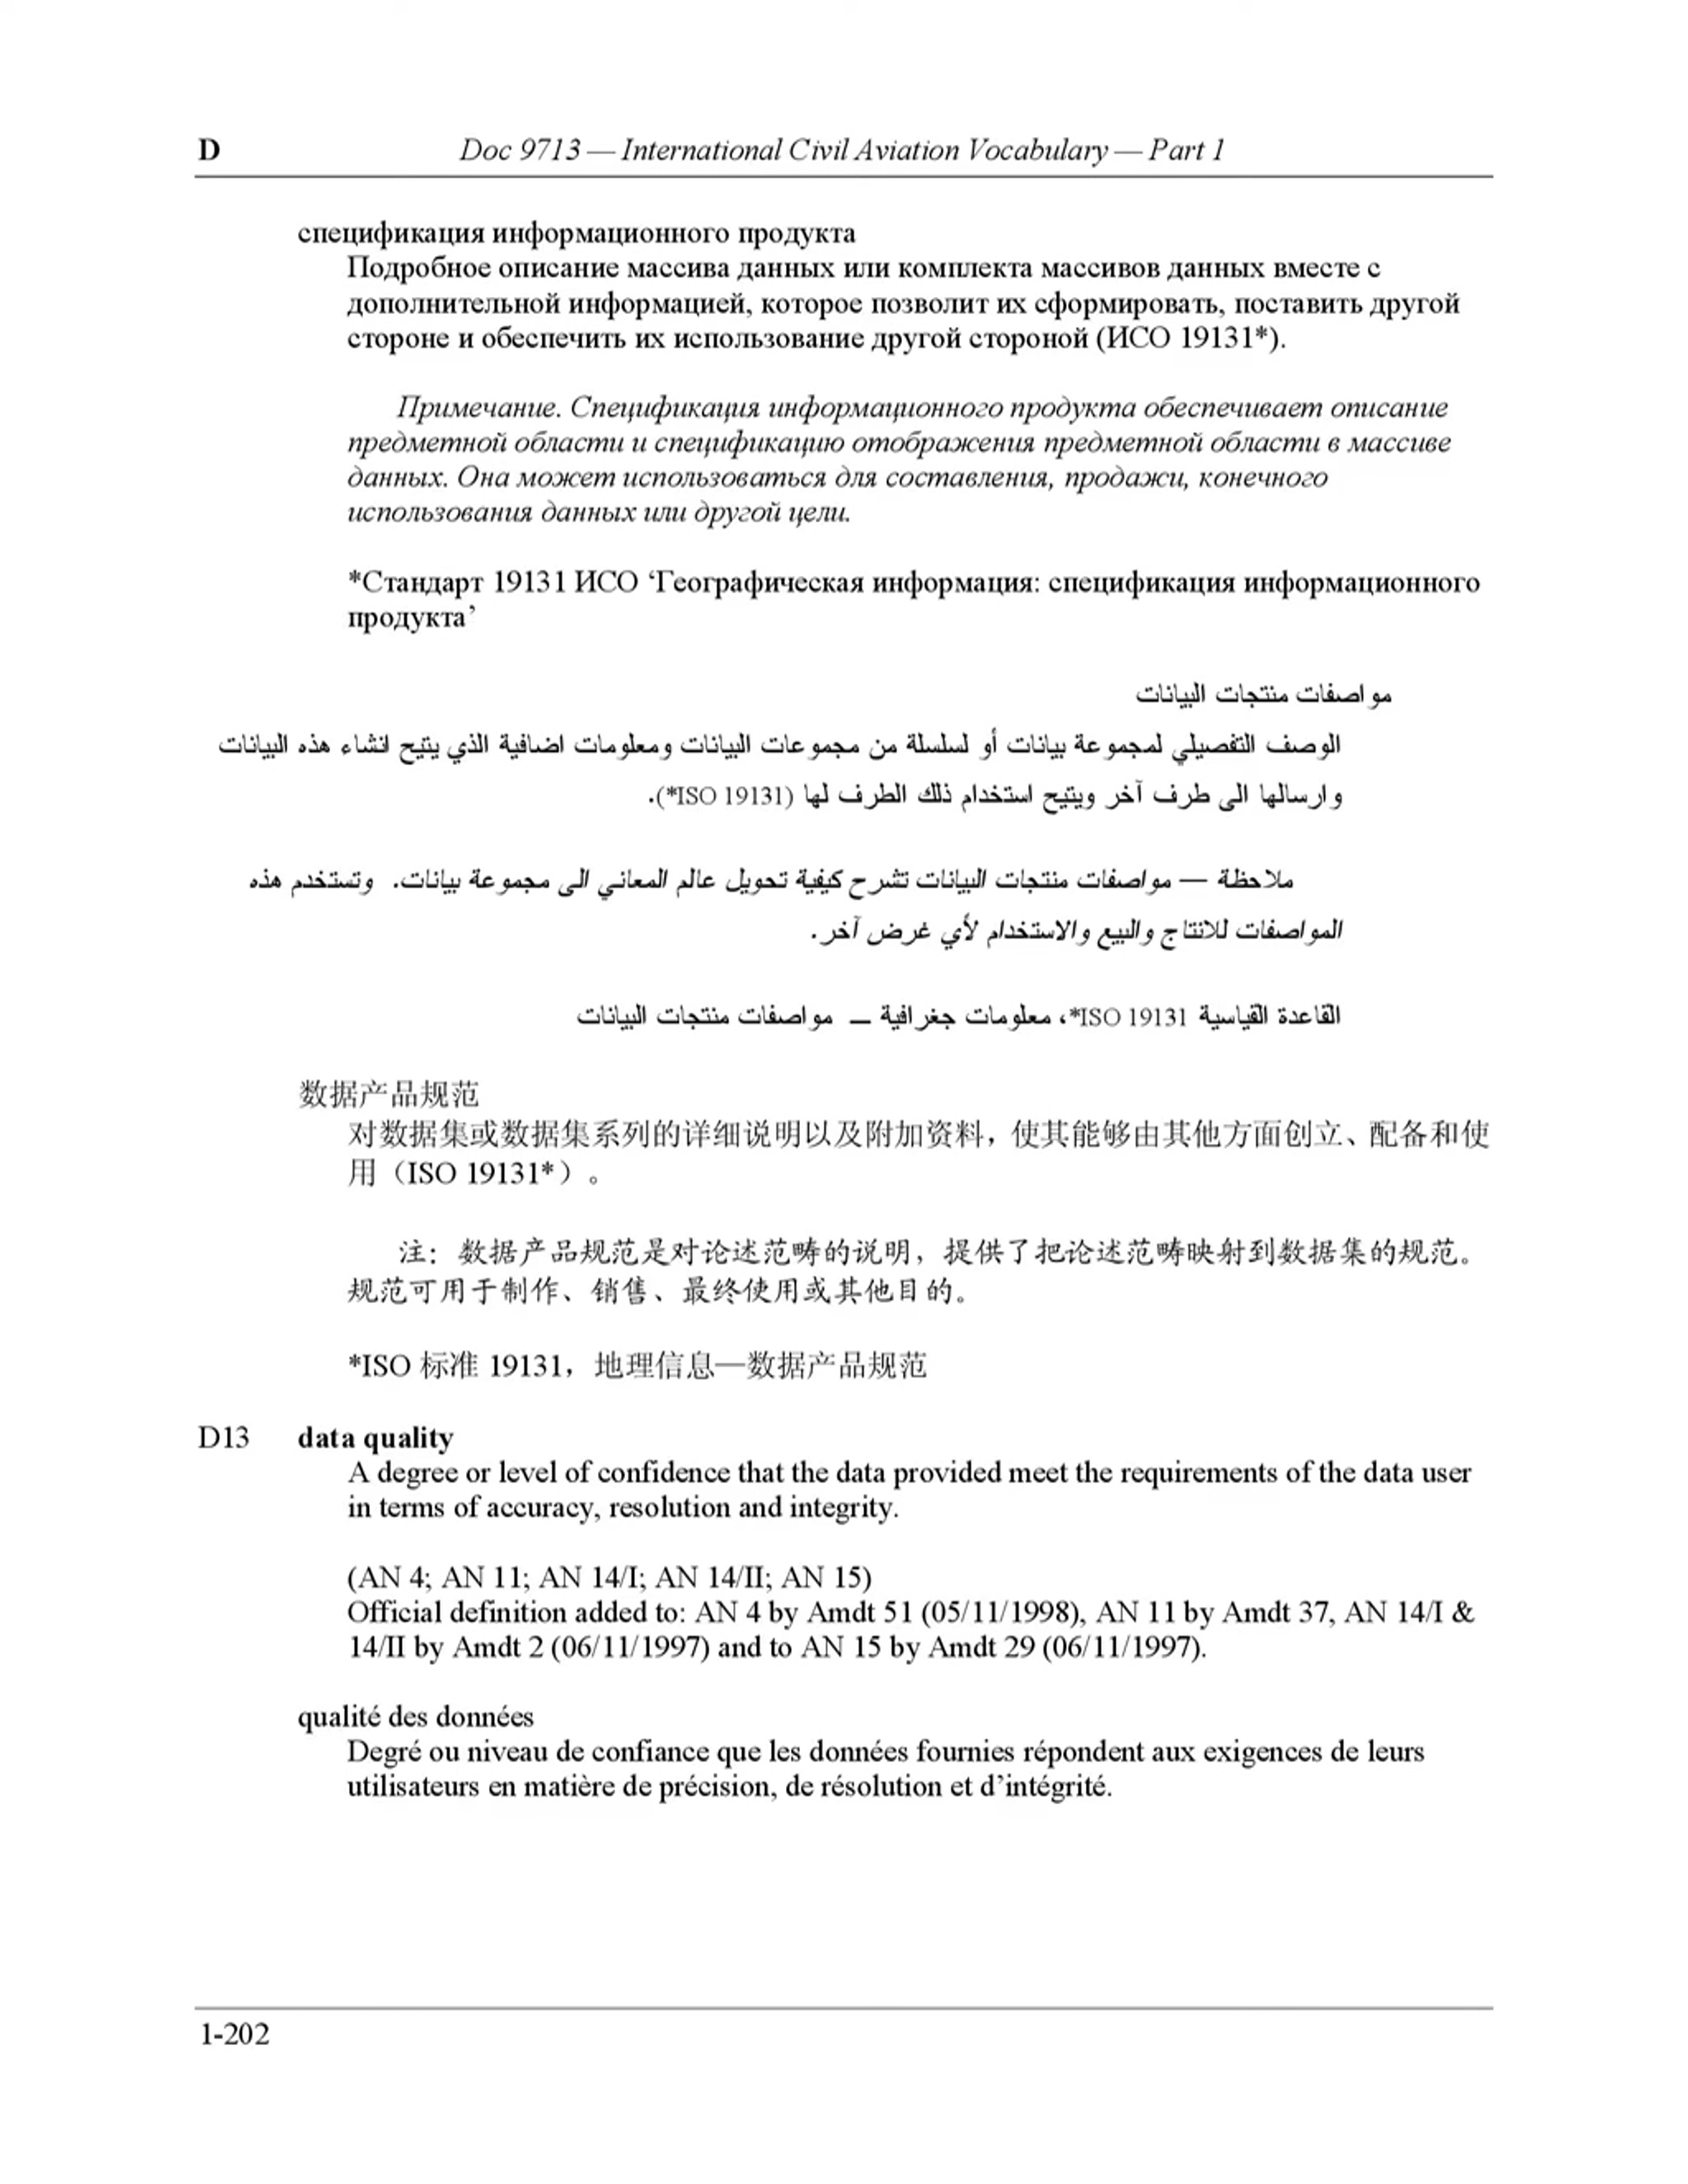 D Doc 9713 — International Civil Aviation Vocabulary — Part 1
спецификация информационного продукта
Подробное описание массива данных или комплекта массивов данных вместе с
дополнительной информацией, которое позволит их сформировать, поставить другой
стороне и обеспечить их использование другой стороной (ИСО 19131*).
Примечание. Спецификация информационного продукта обеспечивает описание
предметной области и спецификацию отображения предметной области в массиве
данных. Она может использоваться для составления, продажи, конечного
использования данных или другой цели.
*Стандарт 19131 ИСО ‘Географическая информация: спецификация информационного
продукта’
مواصفات منتجات البيانات
الوصف التفصيلي لمجموعة بيانات أو لسلسلة من مجموعات البيانات ومعلومات اضافية الذي يتيح انشاء هذه البيانات
وارسالها الى طرف آخر ويتيح استخدام ذلك الطرف لها (ISO 19131*).
ملاحظة — مواصفات منتجات البيانات تشرح كيفية تحويل عالم المعاني الى مجموعة بيانات. وتستخدم هذه
المواصفات للانتاج والبيع والاستخدام لأي غرض آخر.
القاعدة القياسية ISO 19131*، معلومات جغرافية — مواصفات منتجات البيانات
数据产品规范
对数据集或数据集系列的详细说明以及附加资料，使其能够由其他方面创立、配备和使
用（ISO 19131*）。
注：数据产品规范是对论述范畴的说明，提供了把论述范畴映射到数据集的规范。
规范可用于制作、销售、最终使用或其他目的。
*ISO 标准 19131，地理信息—数据产品规范
D13 data quality
A degree or level of confidence that the data provided meet the requirements of the data user
in terms of accuracy, resolution and integrity.
(AN 4; AN 11; AN 14/I; AN 14/II; AN 15)
Official definition added to: AN 4 by Amdt 51 (05/11/1998), AN 11 by Amdt 37, AN 14/I &
14/II by Amdt 2 (06/11/1997) and to AN 15 by Amdt 29 (06/11/1997).
qualité des données
Degré ou niveau de confiance que les données fournies répondent aux exigences de leurs
utilisateurs en matière de précision, de résolution et d’intégrité.
1-202